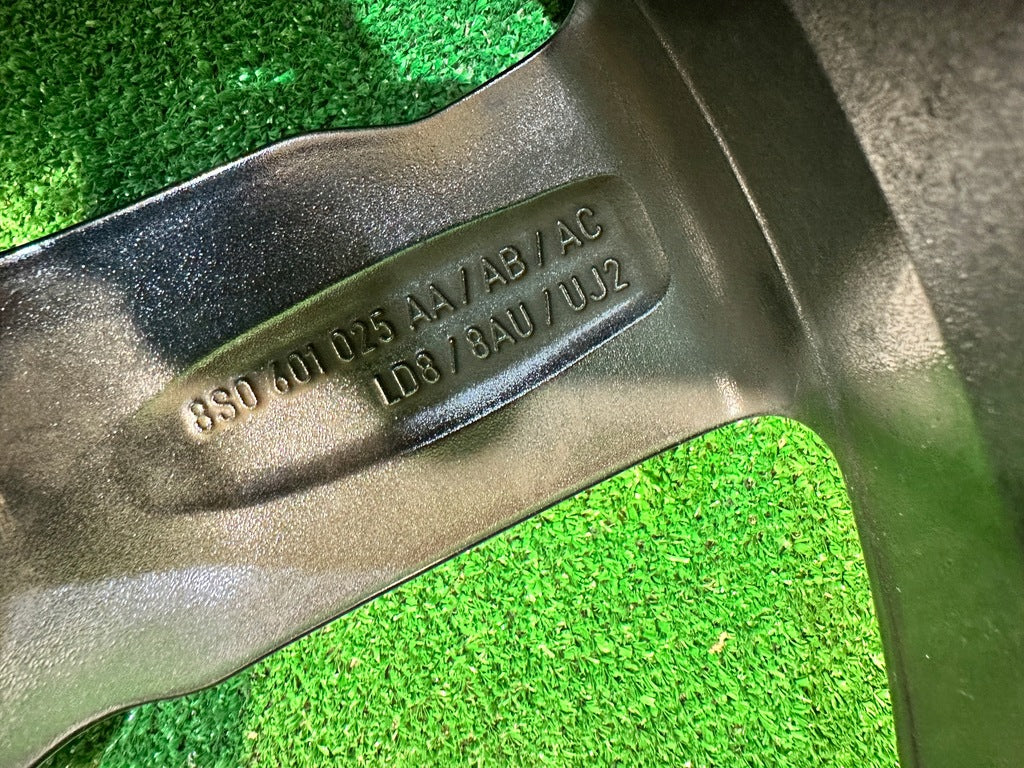 8S0 601 025 AA / AB / AC
LD8 / 8AU / UJ2